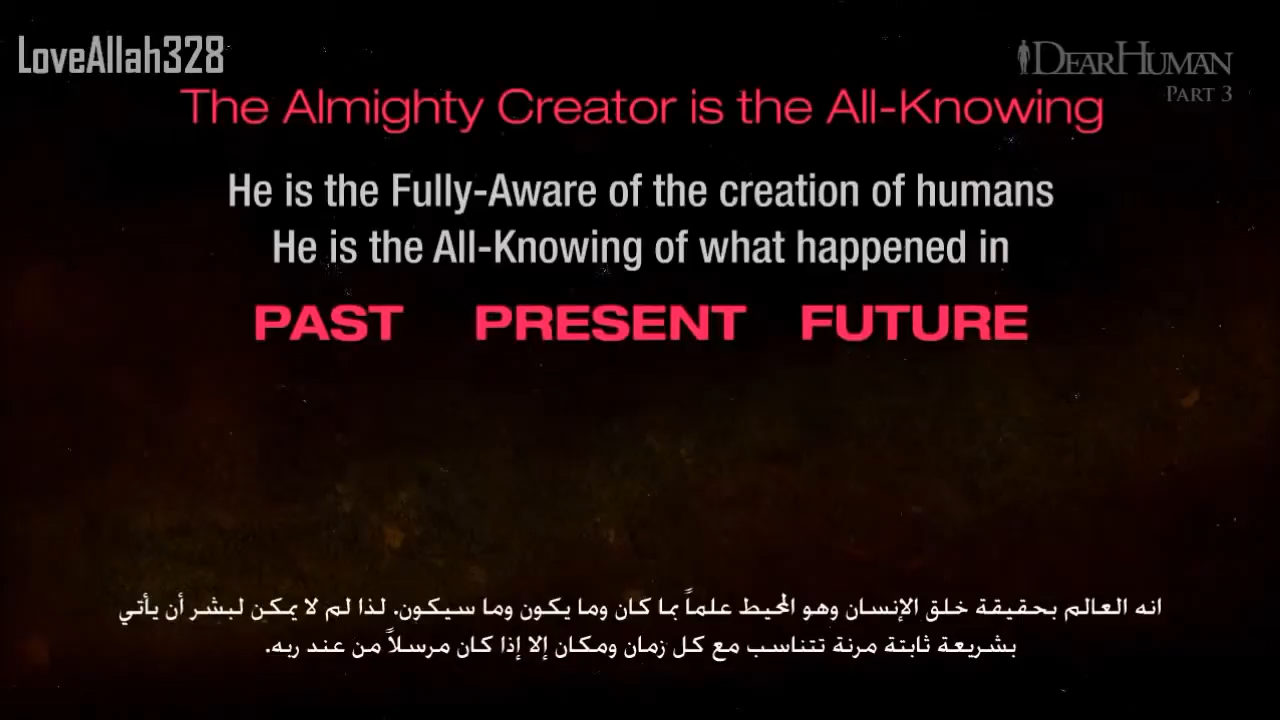 LoveAllah328
DEARHUMAN
PART 3
The Almighty Creator is the All-Knowing
He is the Fully-Aware of the creation of humans
He is the All-Knowing of what happened in
PAST PRESENT FUTURE
انه العالم بحقيقة خلق الإنسان وهو المحيط علماً بما كان وما يكون وما سيكون. لذا لم لا يمكن لبشر أن يأتي
بشريعة ثابتة مرنة تتناسب مع كل زمان ومكان إلا إذا كان مرسلاً من عند ربه.